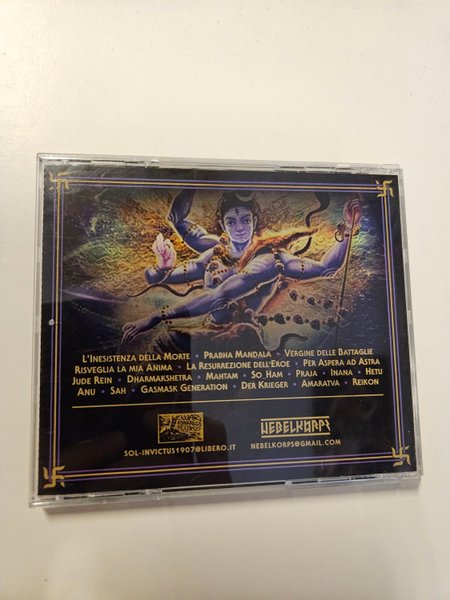 L'Inesistenza della Morte • Prabha Mandala • Vergine delle Battaglie
Risveglia la mia Anima • La Resurrezione dell'Eroe • Per Aspera ad Astra
Jude Rein • Dharmakshetra • Mahtam • So Ham • Praja • Inana • Hetu
Anu • Sah • Gasmask Generation • Der Krieger • Amaratva • Reikon
NEBELKORPS
SOL-INVICTUS1907@LIBERO.IT
NEBELKORPS@GMAIL.COM